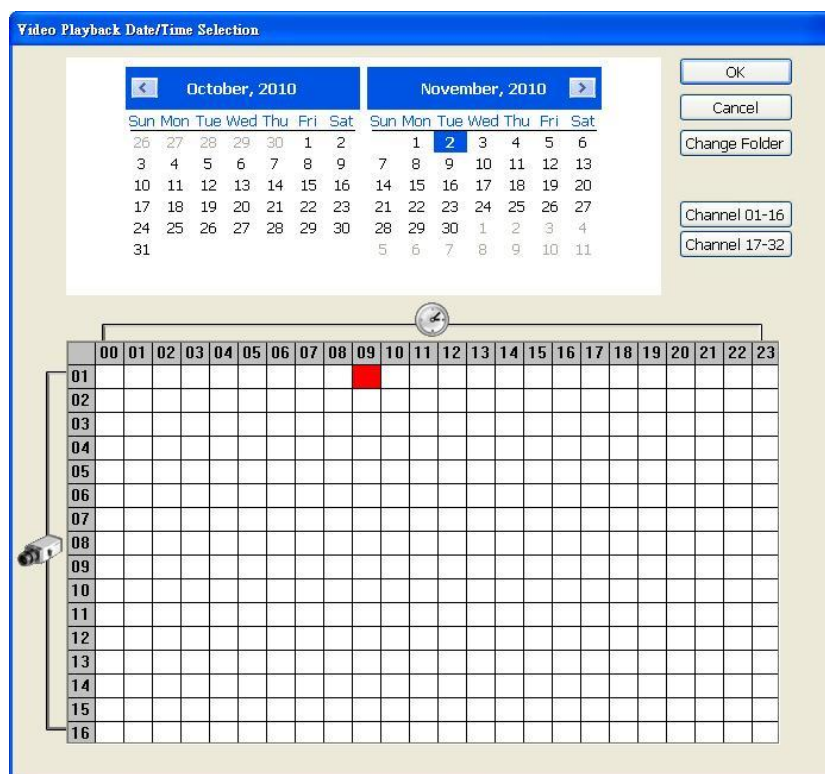 Video Playback Date/Time Selection
October, 2010 November, 2010
Sun Mon Tue Wed Thu Fri Sat Sun Mon Tue Wed Thu Fri Sat
26 27 28 29 30 1 2 1 2 3 4 5 6
3 4 5 6 7 8 9 7 8 9 10 11 12 13
10 11 12 13 14 15 16 14 15 16 17 18 19 20
17 18 19 20 21 22 23 21 22 23 24 25 26 27
24 25 26 27 28 29 30 28 29 30 1 2 3 4
31 5 6 7 8 9 10 11
OK
Cancel
Change Folder
Channel 01-16
Channel 17-32
00 01 02 03 04 05 06 07 08 09 10 11 12 13 14 15 16 17 18 19 20 21 22 23
01
02
03
04
05
06
07
08
09
10
11
12
13
14
15
16